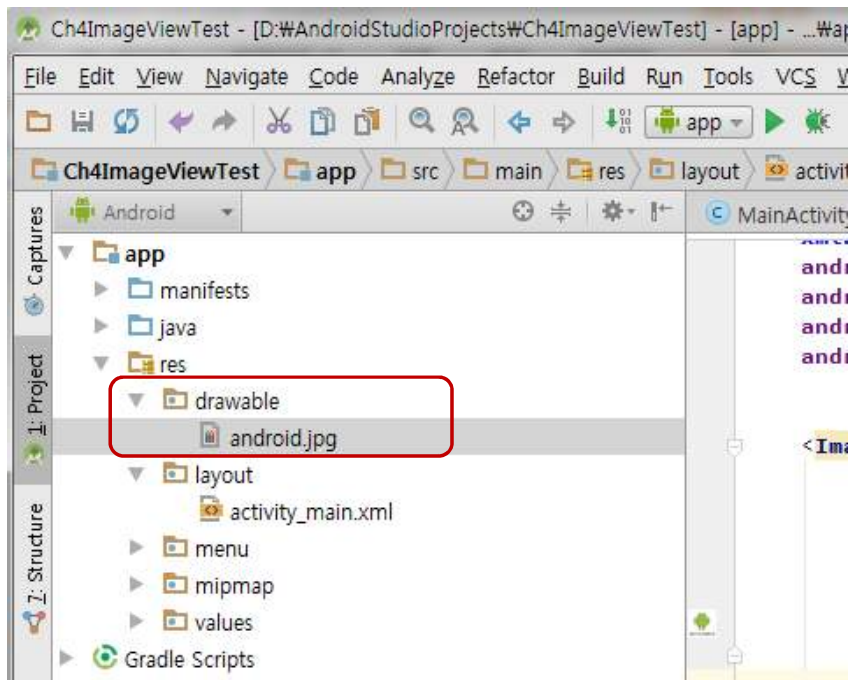 Ch4ImageViewTest - [D:₩AndroidStudioProjects₩Ch4ImageViewTest] - [app] - ...₩ap
File Edit View Navigate Code Analyze Refactor Build Run Tools VCS W
app
Ch4ImageViewTest app src main res layout activit
Android
MainActivity
Captures
1: Project
7: Structure
app
manifests
java
res
drawable
android.jpg
layout
activity_main.xml
menu
mipmap
values
Gradle Scripts
andr
andr
andr
andr
<Ima